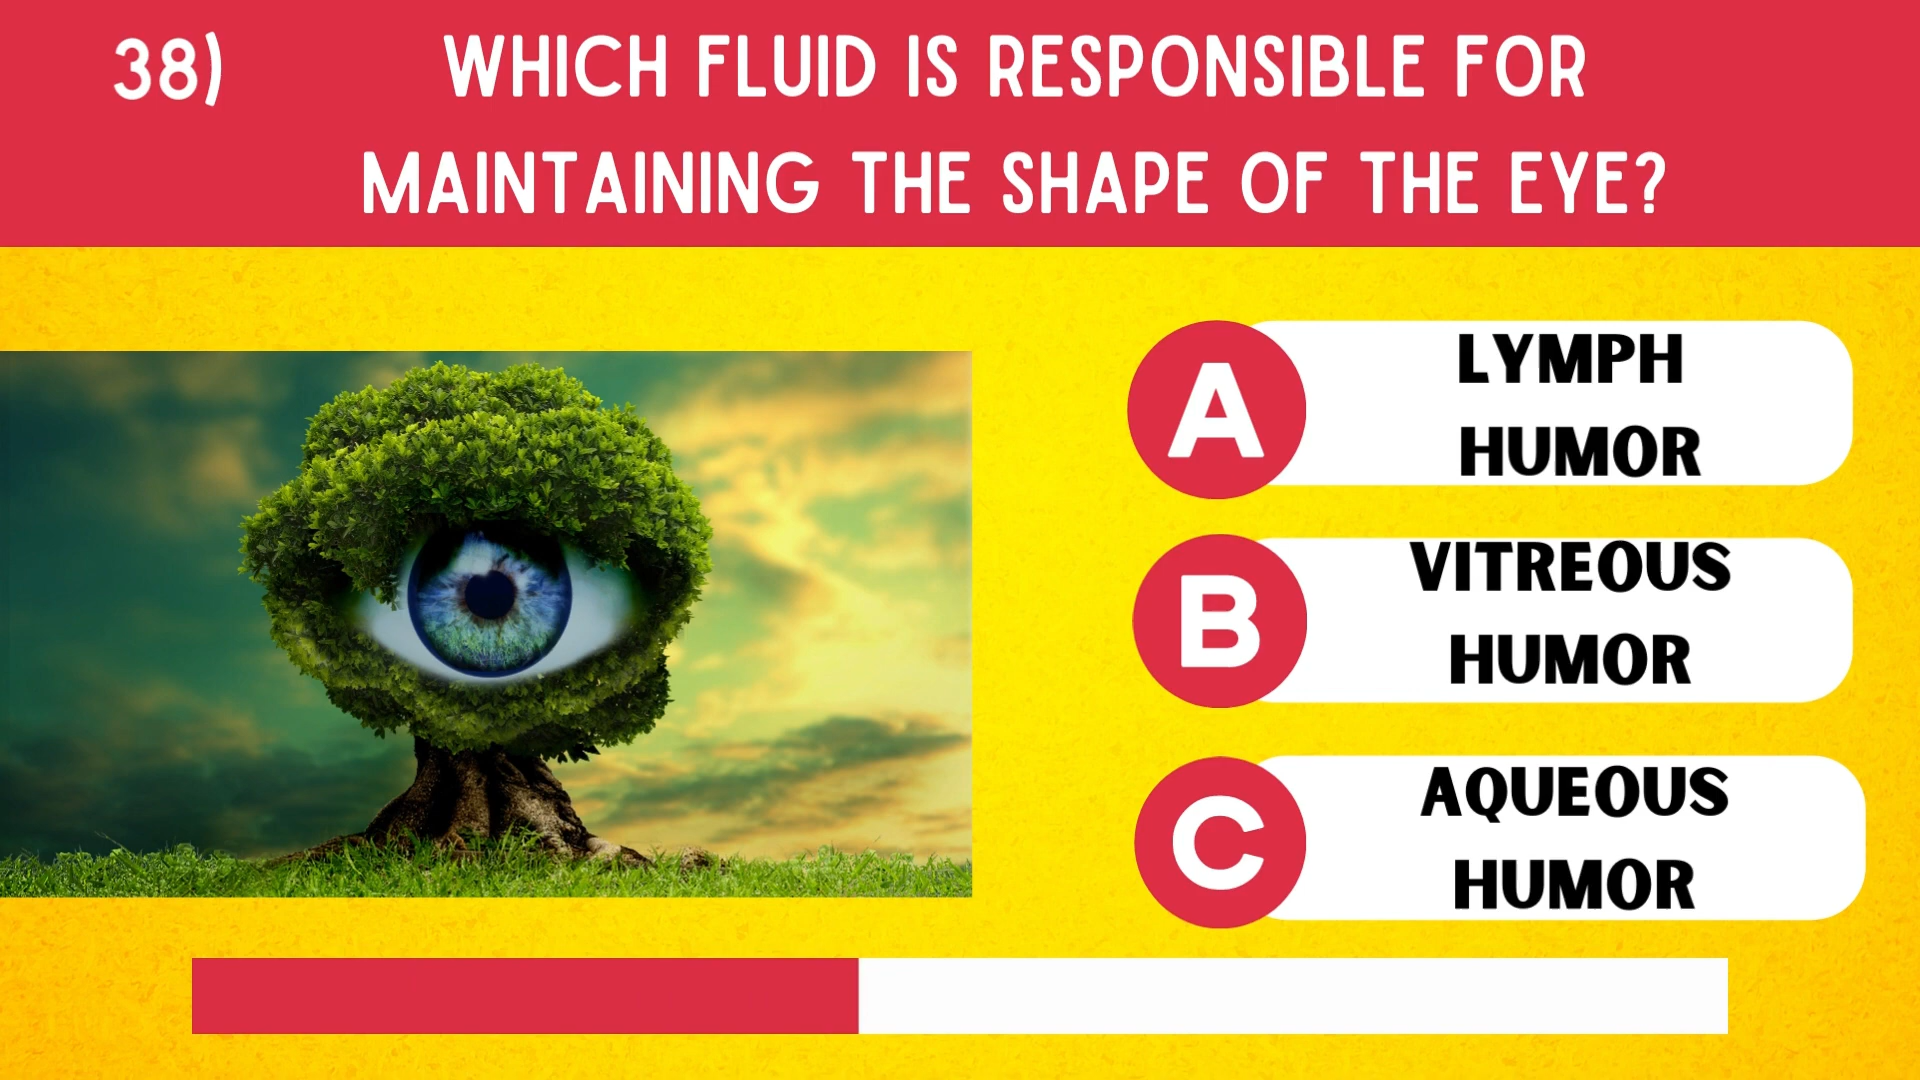 38)
WHICH FLUID IS RESPONSIBLE FOR
MAINTAINING THE SHAPE OF THE EYE?
A
LYMPH
HUMOR
B
VITREOUS
HUMOR
C
AQUEOUS
HUMOR